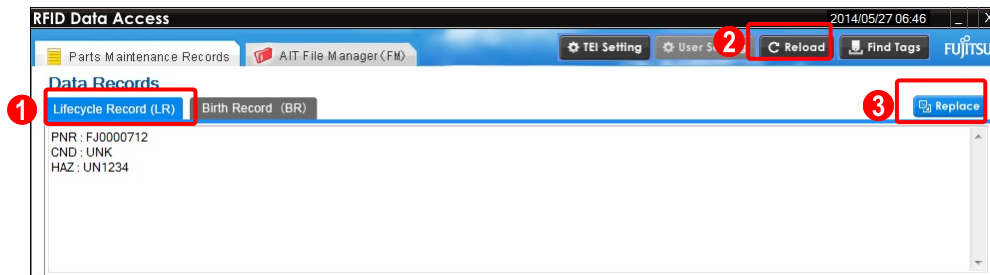 RFID Data Access 2014/05/27 06:46
Parts Maintenance Records AIT File Manager(FM) TEI Setting User 2 Reload Find Tags FUJITSU
Data Records
1 Lifecycle Record (LR) Birth Record (BR) 3 Replace
PNR : FJ0000712
CND : UNK
HAZ : UN1234